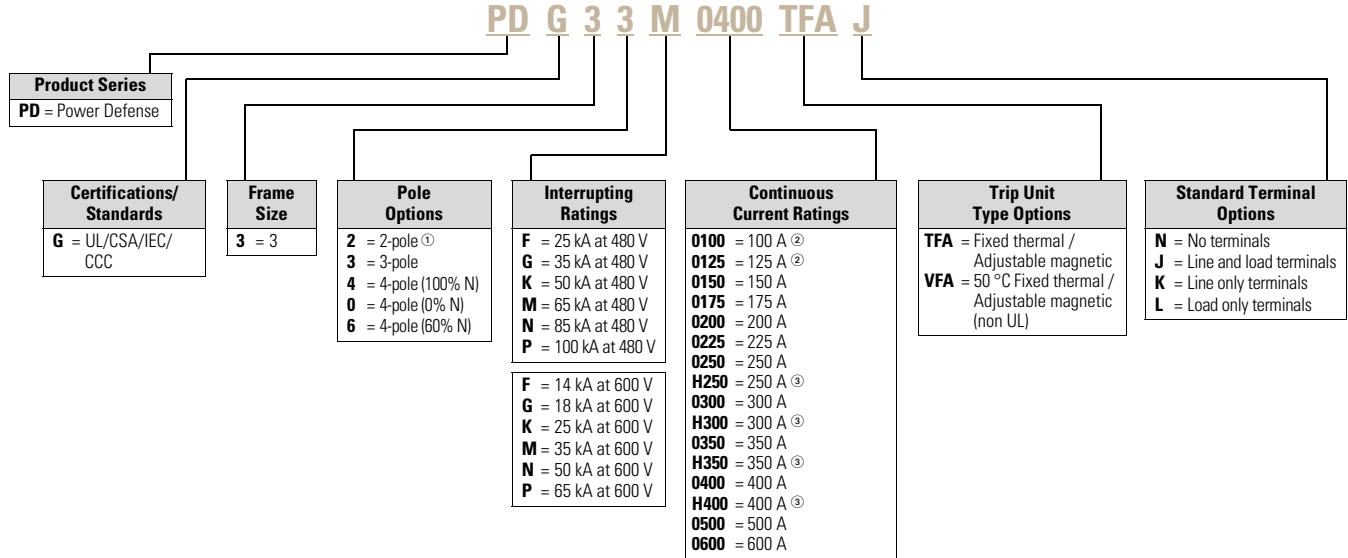 PD G 3 3 M 0400 TFA J
Product Series
PD = Power Defense
Certifications/
Standards
G = UL/CSA/IEC/
CCC
Frame
Size
3 = 3
Pole
Options
2 = 2-pole ①
3 = 3-pole
4 = 4-pole (100% N)
0 = 4-pole (0% N)
6 = 4-pole (60% N)
Interrupting
Ratings
F = 25 kA at 480 V
G = 35 kA at 480 V
K = 50 kA at 480 V
M = 65 kA at 480 V
N = 85 kA at 480 V
P = 100 kA at 480 V
F = 14 kA at 600 V
G = 18 kA at 600 V
K = 25 kA at 600 V
M = 35 kA at 600 V
N = 50 kA at 600 V
P = 65 kA at 600 V
Continuous
Current Ratings
0100 = 100 A ②
0125 = 125 A ②
0150 = 150 A
0175 = 175 A
0200 = 200 A
0225 = 225 A
0250 = 250 A
H250 = 250 A ③
0300 = 300 A
H300 = 300 A ③
0350 = 350 A
H350 = 350 A ③
0400 = 400 A
H400 = 400 A ③
0500 = 500 A
0600 = 600 A
Trip Unit
Type Options
TFA = Fixed thermal /
Adjustable magnetic
VFA = 50 °C Fixed thermal /
Adjustable magnetic
(non UL)
Standard Terminal
Options
N = No terminals
J = Line and load terminals
K = Line only terminals
L = Load only terminals